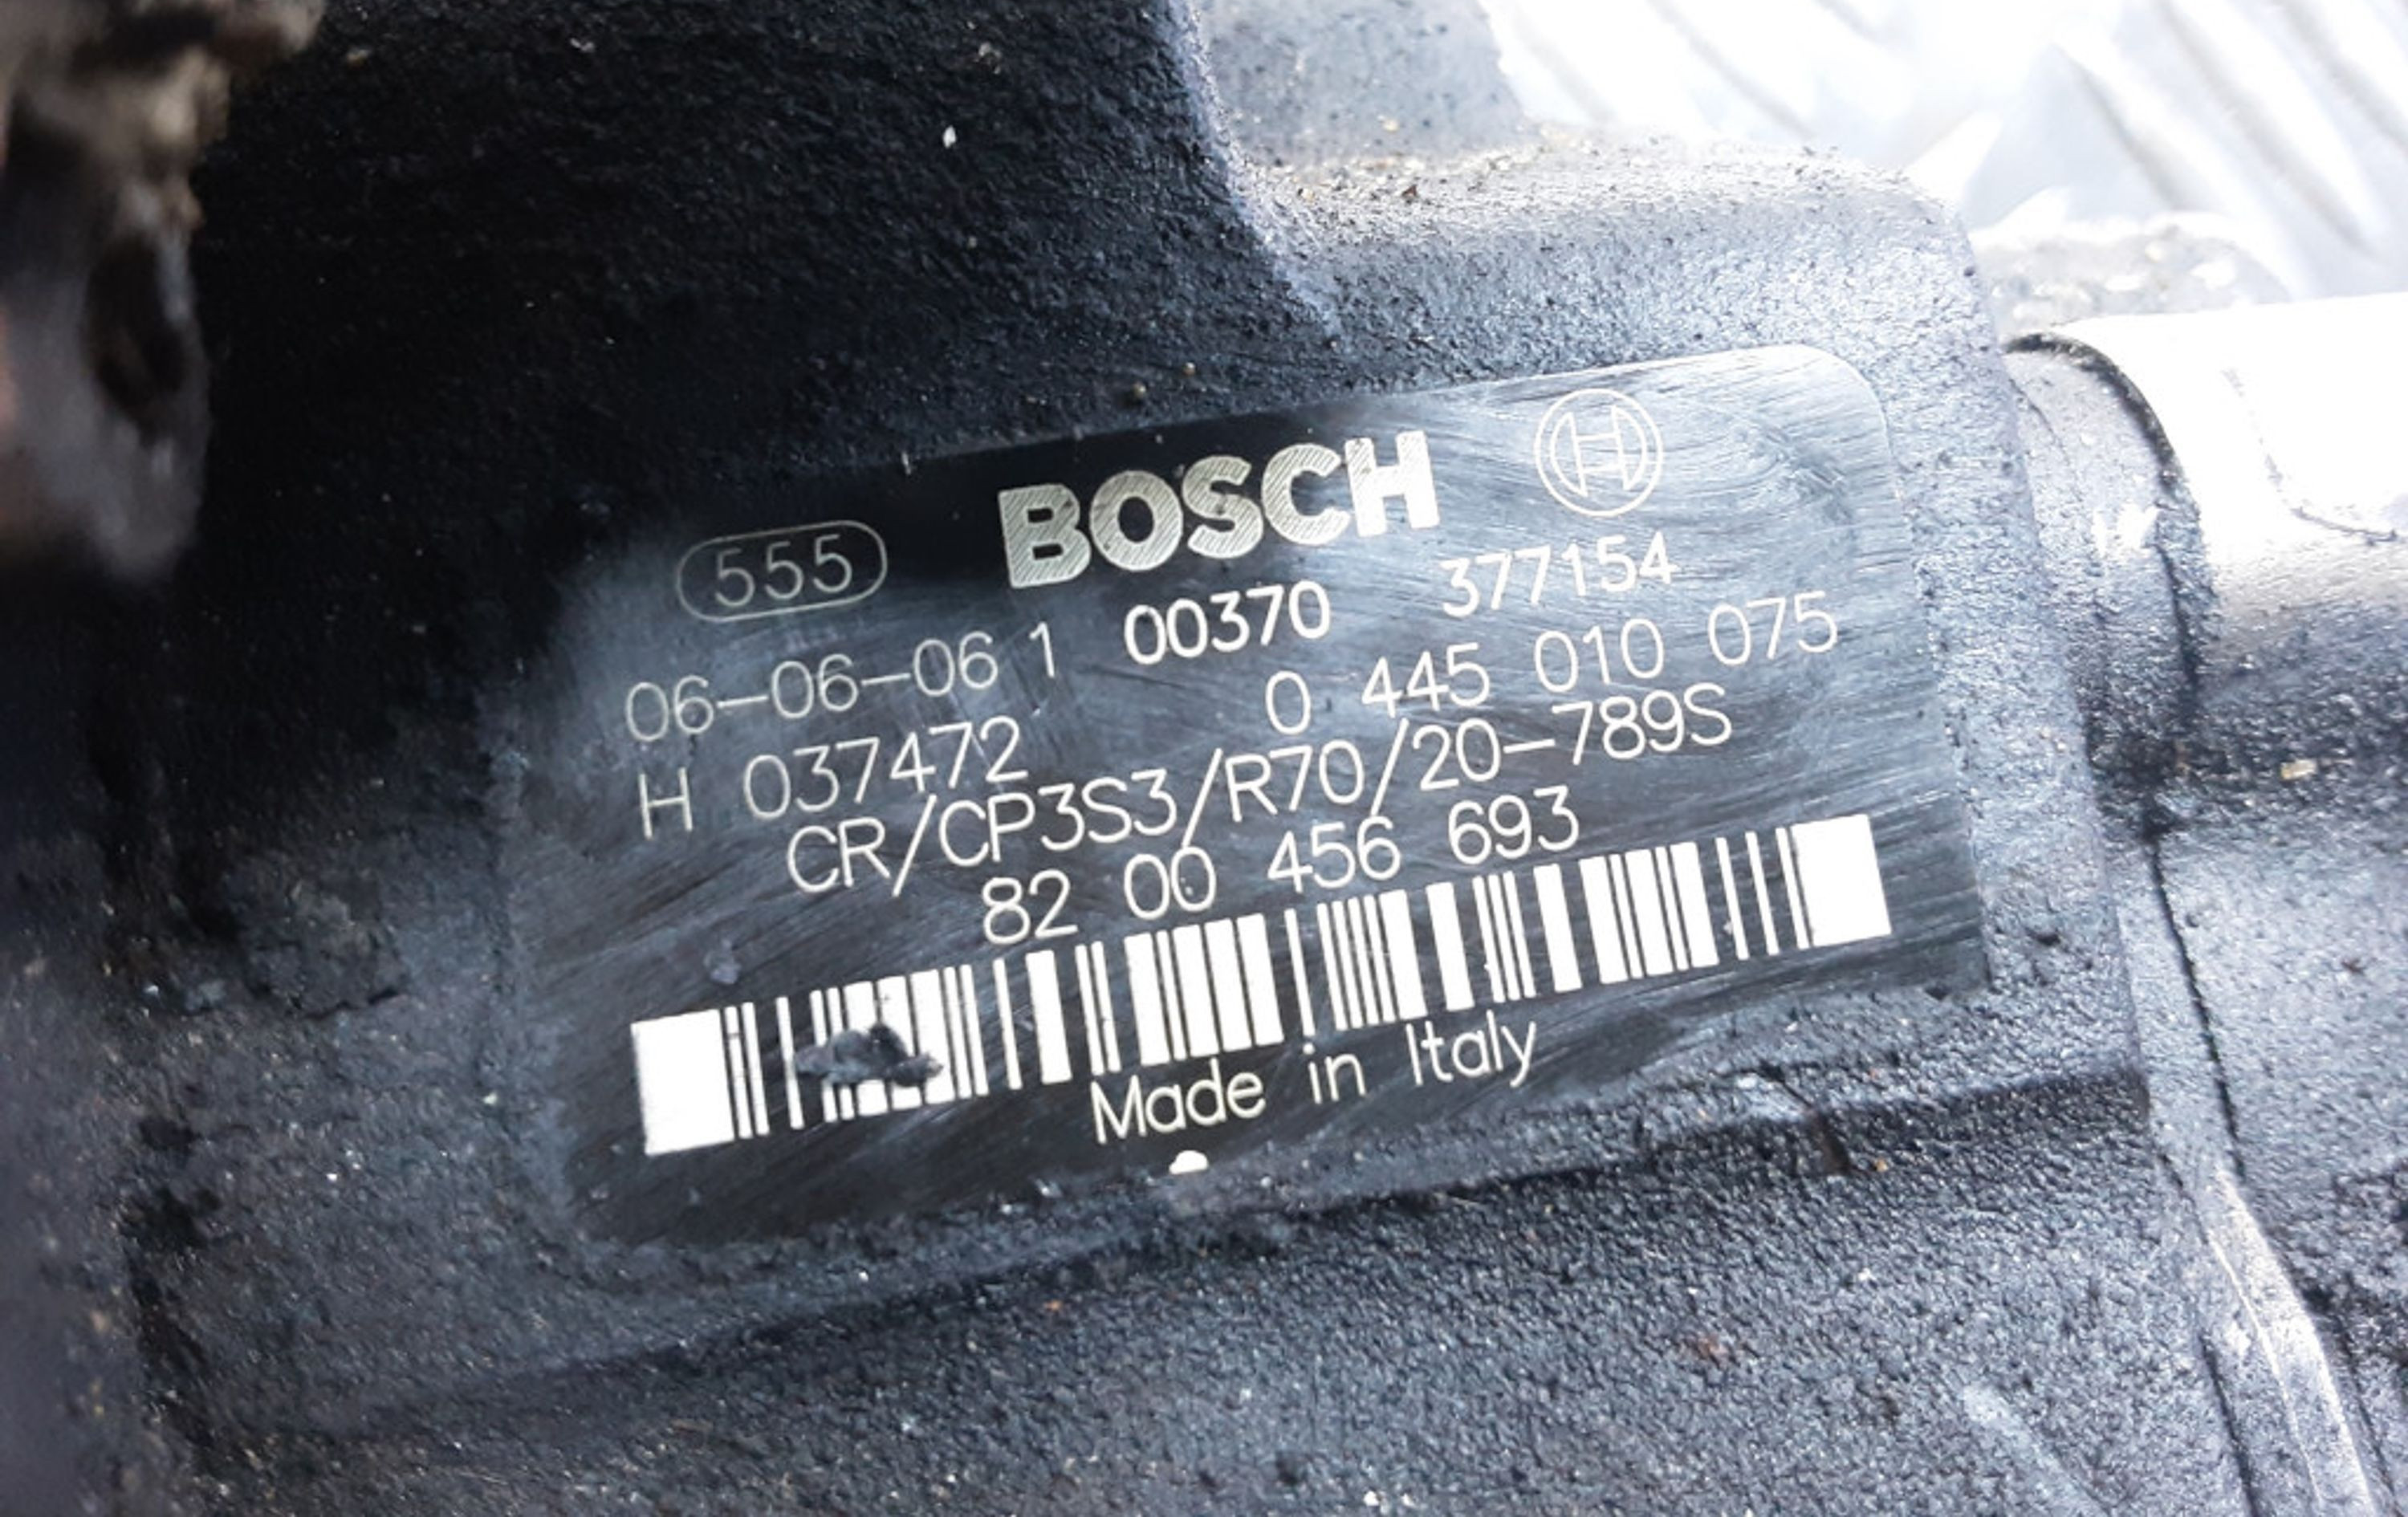 555 BOSCH
06-06-06 1 00370 377154
H 037472 0 445 010 075
CR/CP3S3/R70/20-789S
82 00 456 693
Made in Italy